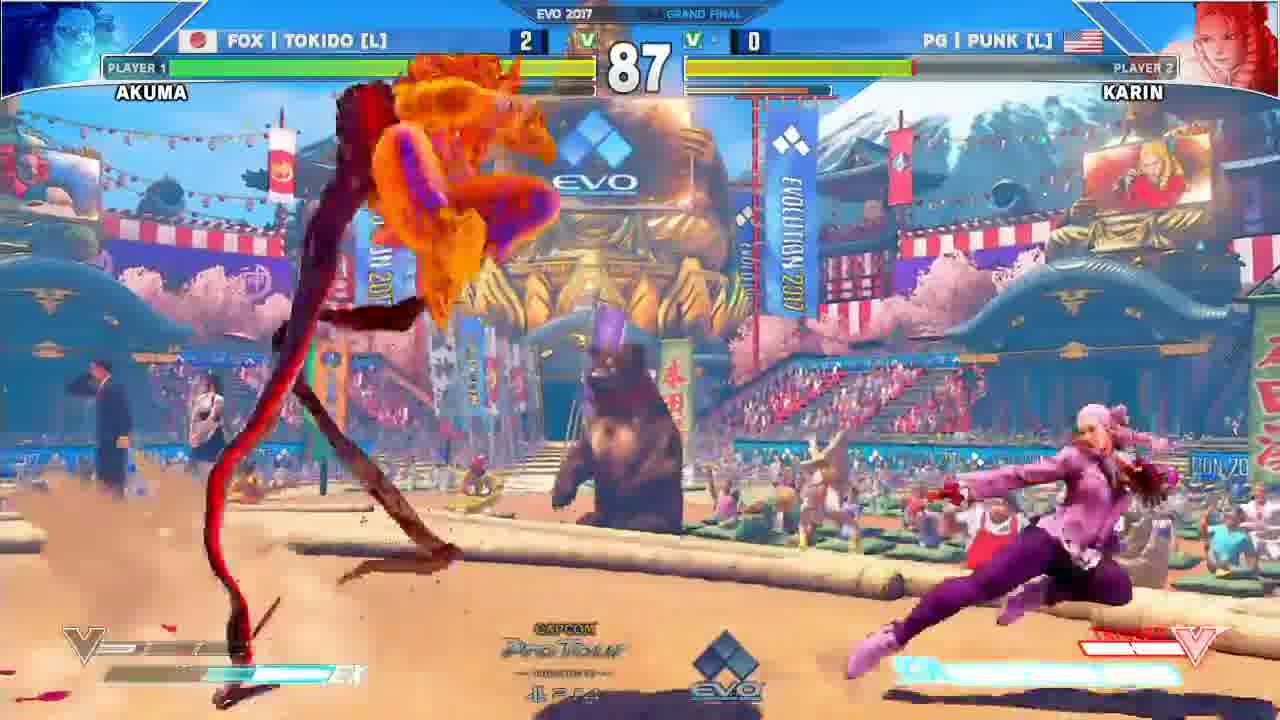 EVO 2017 GRAND FINAL
FOX | TOKIDO [L] 2 V 87 V 0 PG | PUNK [L]
PLAYER 1 PLAYER 2
AKUMA KARIN
EVO
EVOLUTION 2017
CAPCOM
PRO TOUR
PS4
EVO
V V